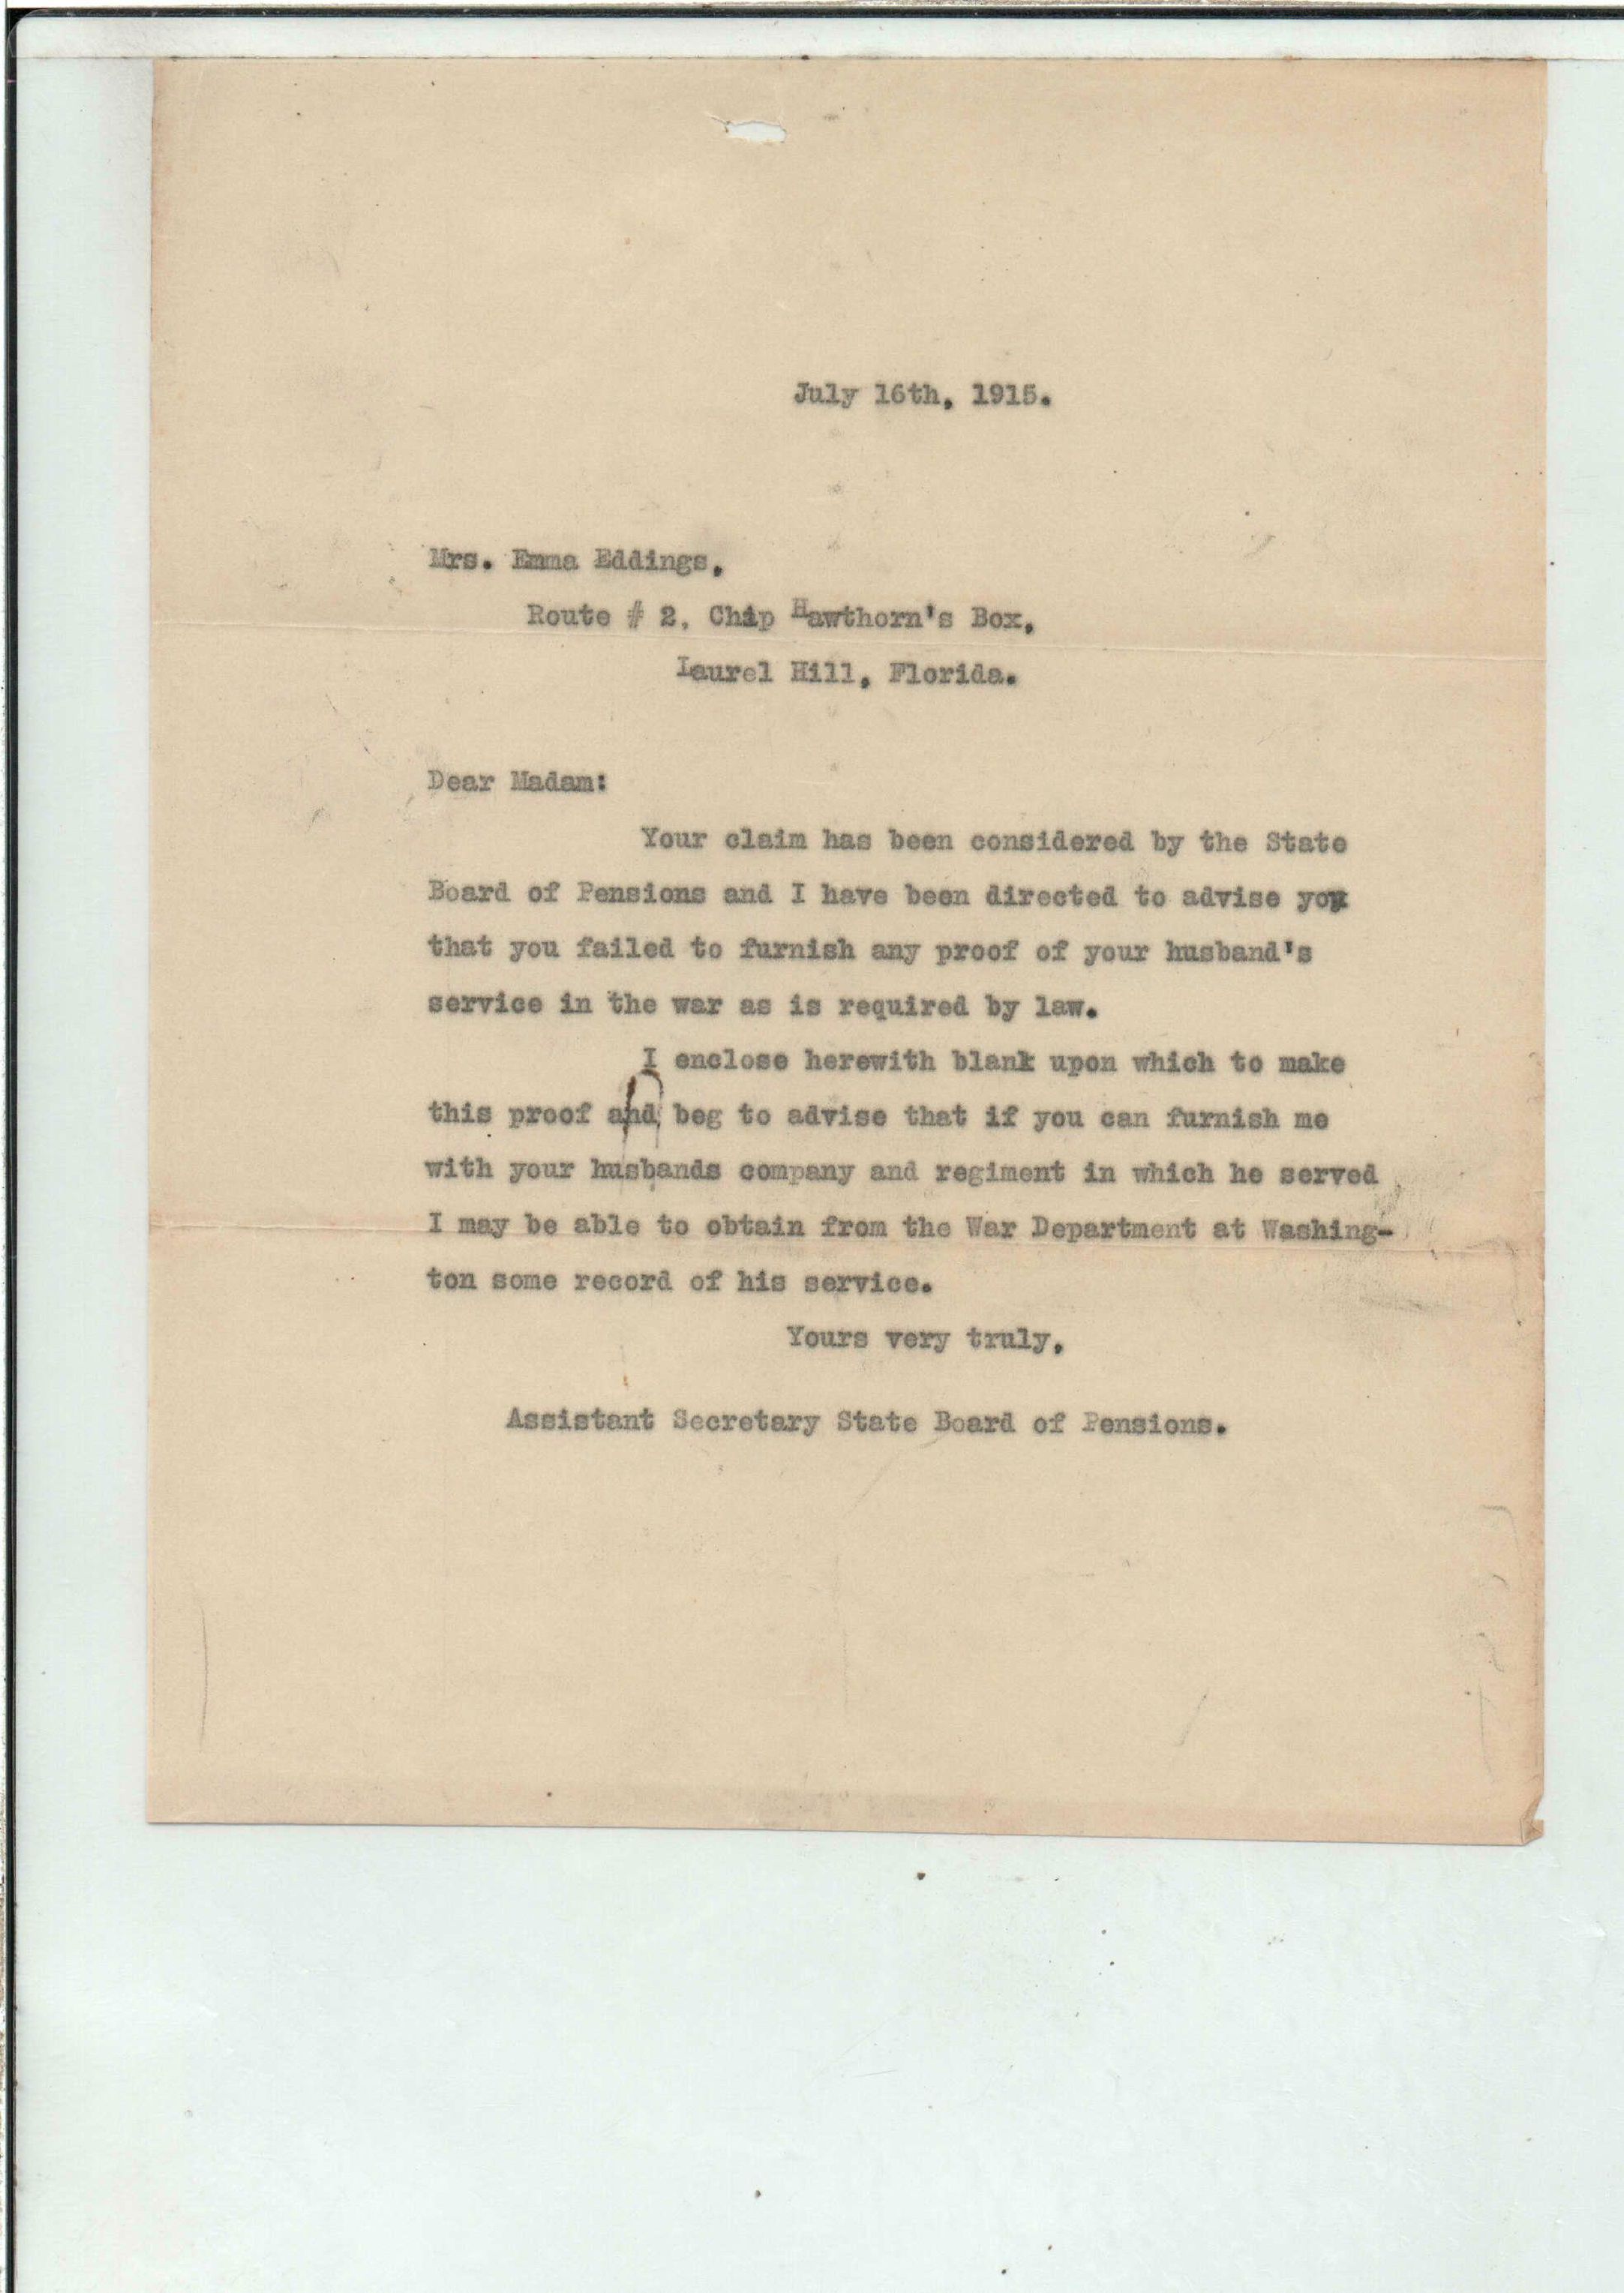 July 16th, 1915.
Mrs. Emma Eddings,
Route # 2, Chip Hawthorn's Box,
Laurel Hill, Florida.
Dear Madam:
Your claim has been considered by the State
Board of Pensions and I have been directed to advise you
that you failed to furnish any proof of your husband's
service in the war as is required by law.
I enclose herewith blank upon which to make
this proof and beg to advise that if you can furnish me
with your husbands company and regiment in which he served
I may be able to obtain from the War Department at Washing-
ton some record of his service.
Yours very truly,
Assistant Secretary State Board of Pensions.